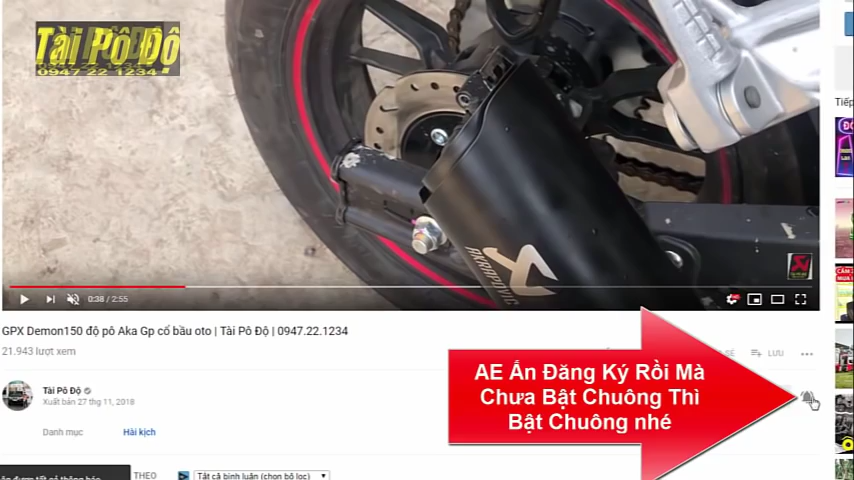 Tài Pô Độ
0947 22 1234
AKRAPOVIC
0:38 / 2:55
Tiếp
GPX Demon150 độ pô Aka Gp cổ bầu oto | Tài Pô Độ | 0947.22.1234
21.943 lượt xem
SẺ
LƯU
AE Ấn Đăng Ký Rồi Mà
Chưa Bật Chuông Thì
Bật Chuông nhé
Tài Pô Độ
Xuất bản 27 thg 11, 2018
Danh mục
Hài kịch
THEO
Tất cả bình luận (chọn bộ lọc)